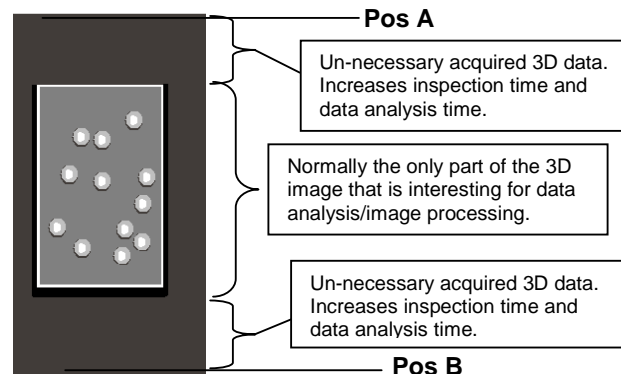 Pos A
Un-necessary acquired 3D data.
Increases inspection time and
data analysis time.
Normally the only part of the 3D
image that is interesting for data
analysis/image processing.
Un-necessary acquired 3D data.
Increases inspection time and
data analysis time.
Pos B